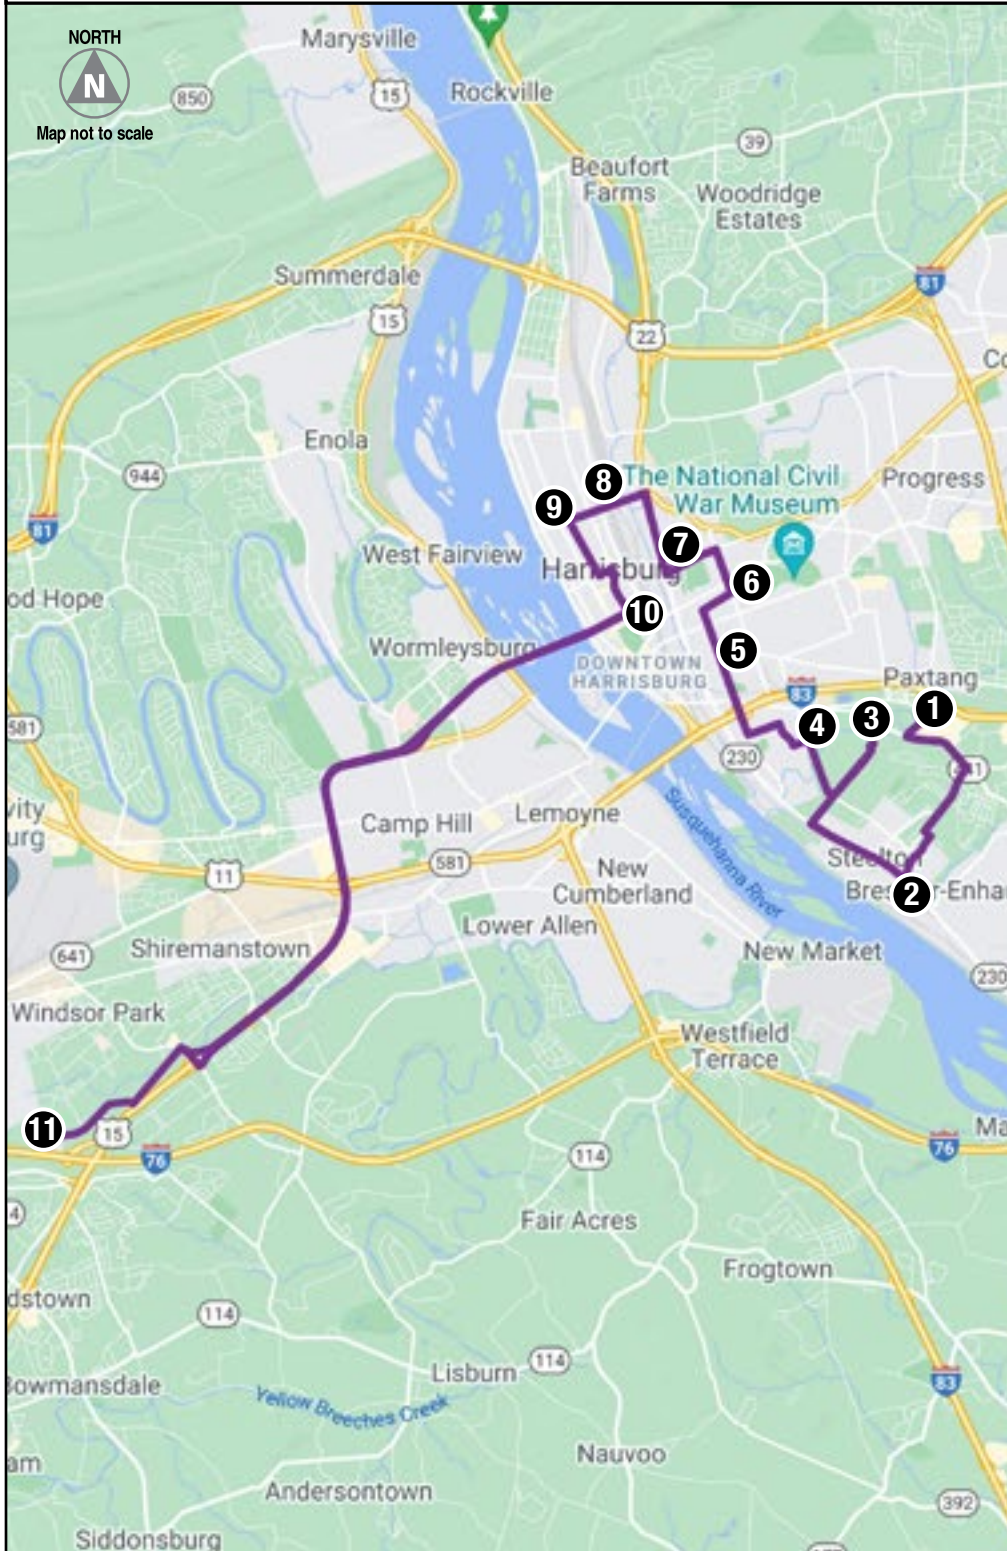 NORTH
N
Map not to scale
Marysville
850
15
Rockville
39
Beaufort
Farms
Woodridge
Estates
Summerdale
81
15
22
Enola
944
81
8
The National Civil
War Museum
Progress
9
7
West Fairview
Harrisburg
6
10
Wormleysburg
5
DOWNTOWN
HARRISBURG
83
Paxtang
581
4
3
1
230
Camp Hill
Lemoyne
Susquehanna River
11
581
New
Cumberland
Steelton
2
Lower Allen
641
Shiremanstown
New Market
230
Windsor Park
Westfield
Terrace
11
15
76
76
114
Fair Acres
Frogtown
114
Lisburn
114
83
Yellow Breeches Creek
Nauvoo
Andersontown
392
Siddonsburg